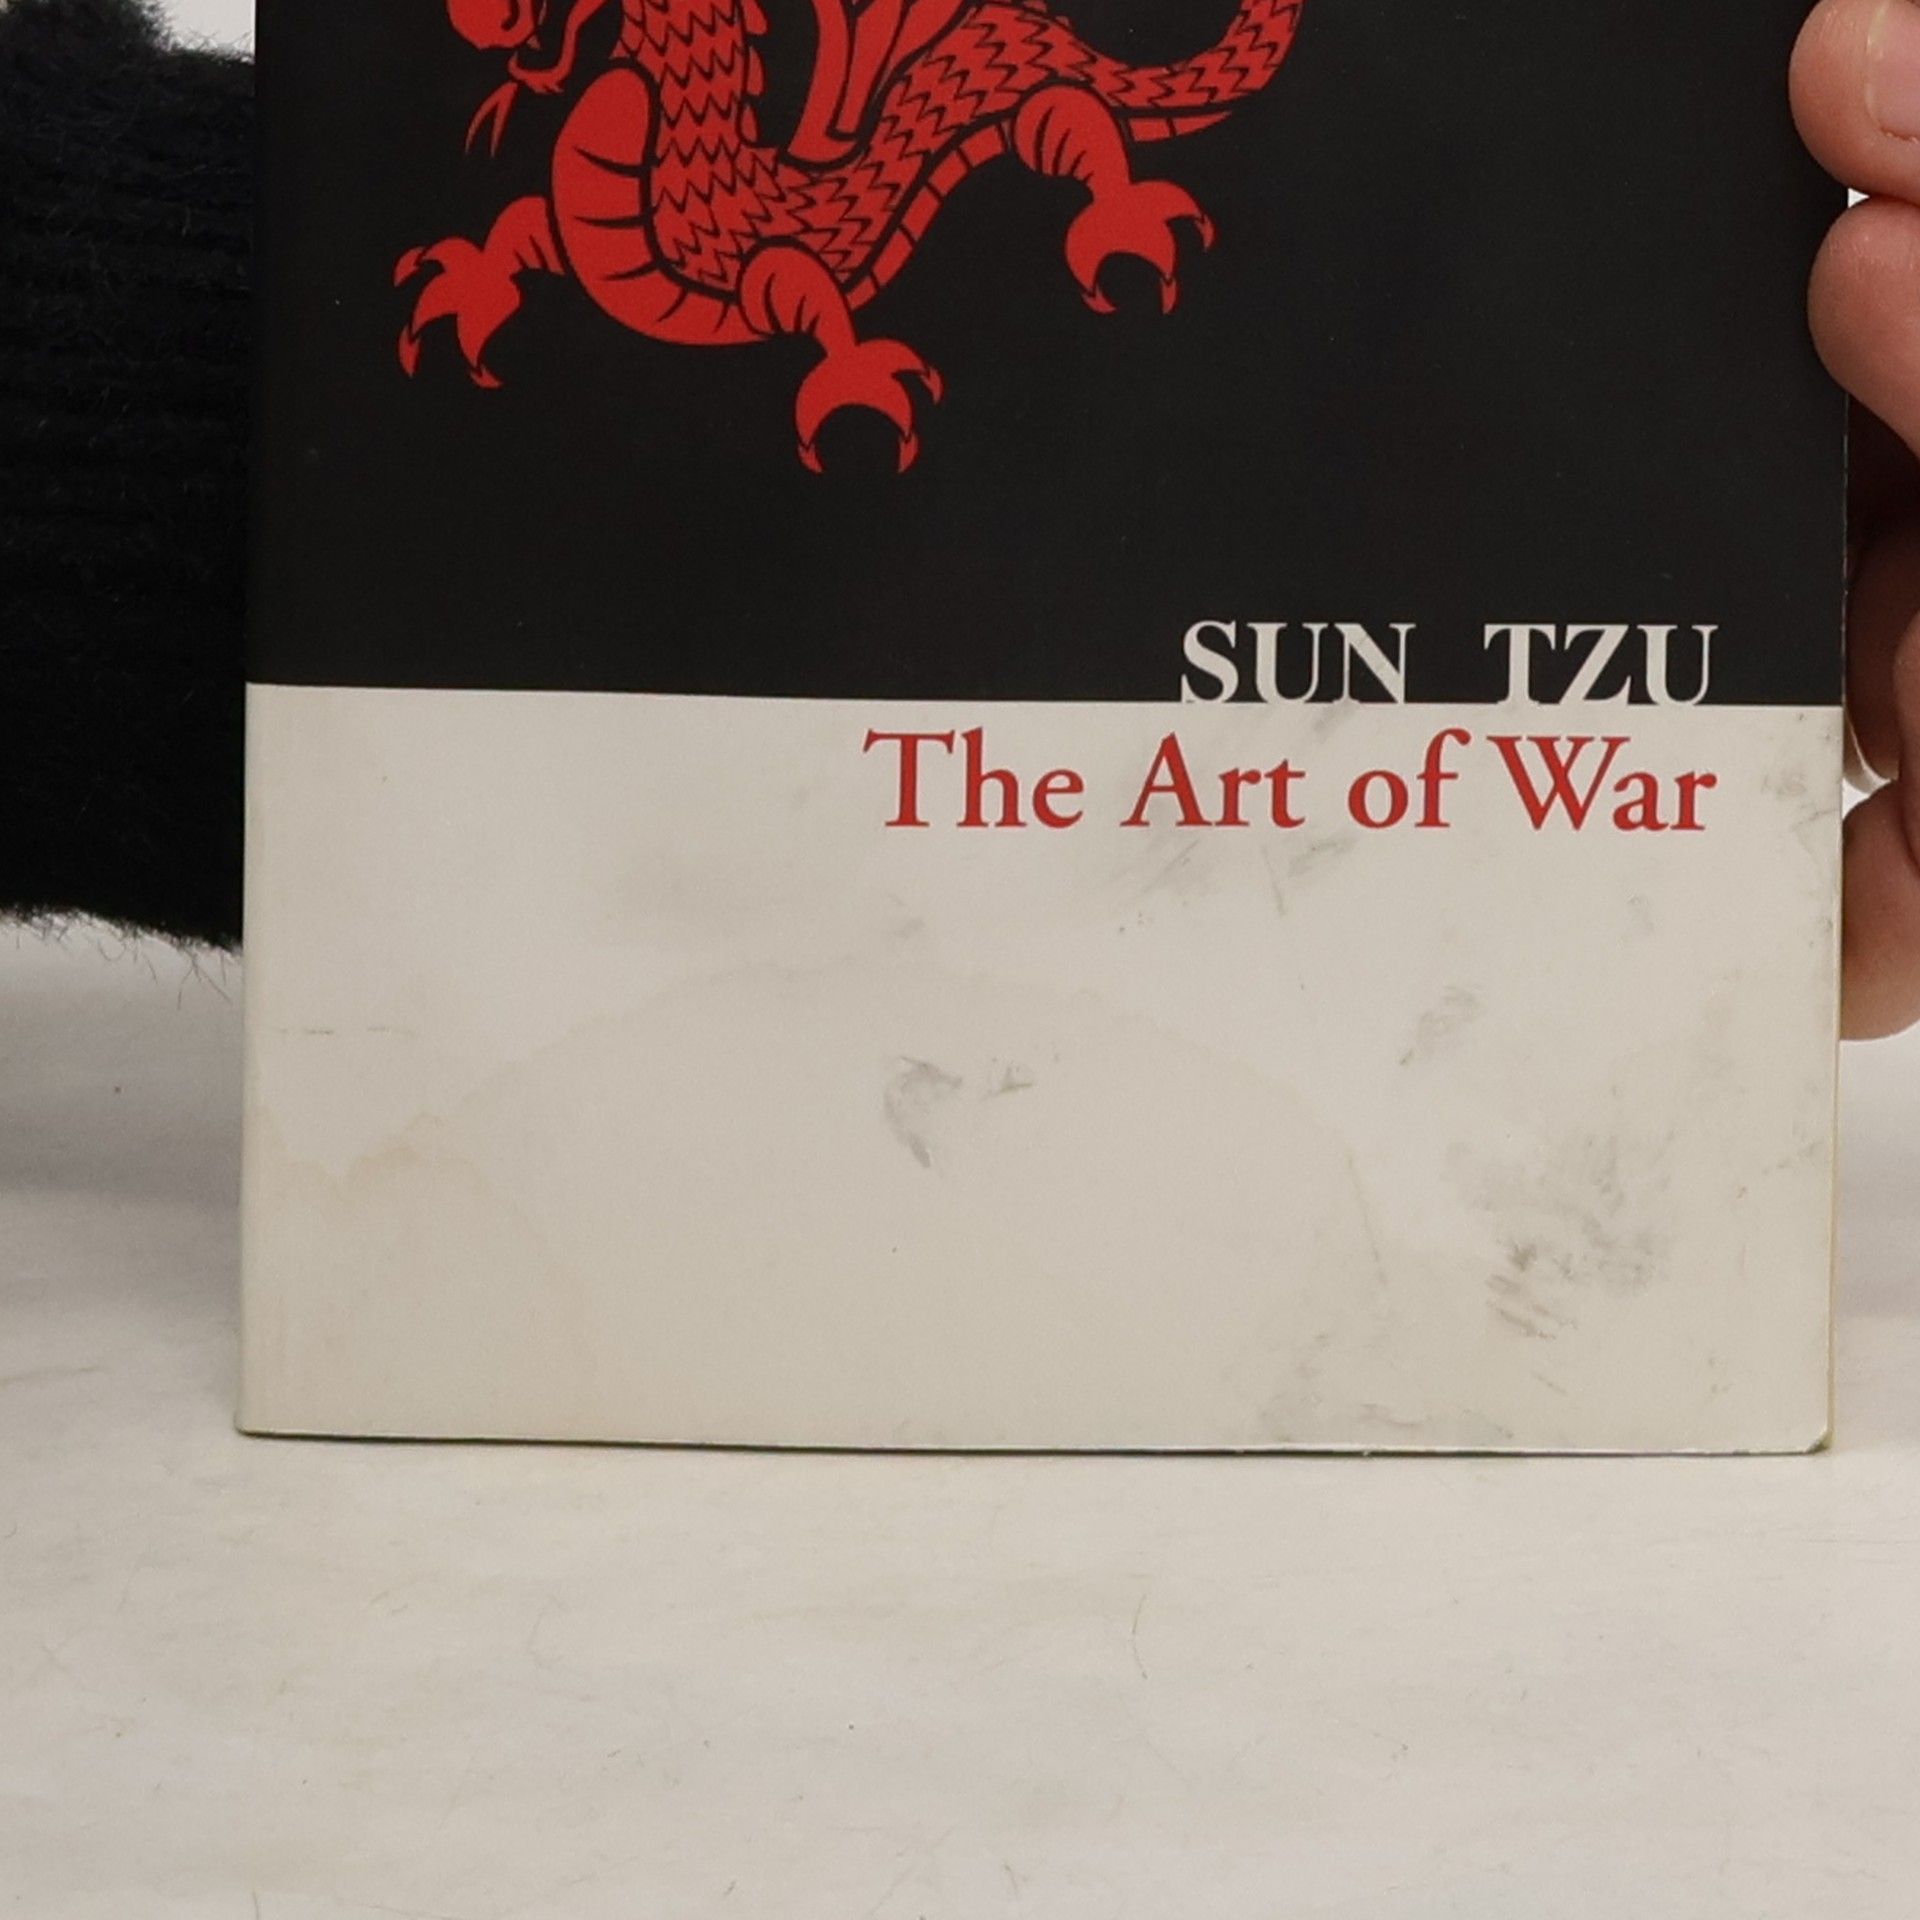 SUN TZU
The Art of War